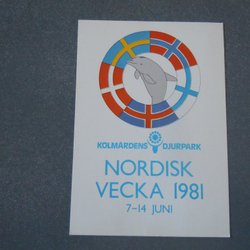 KOLMÅRDENS DJURPARK
NORDISK
VECKA 1981
7-14 JUNI